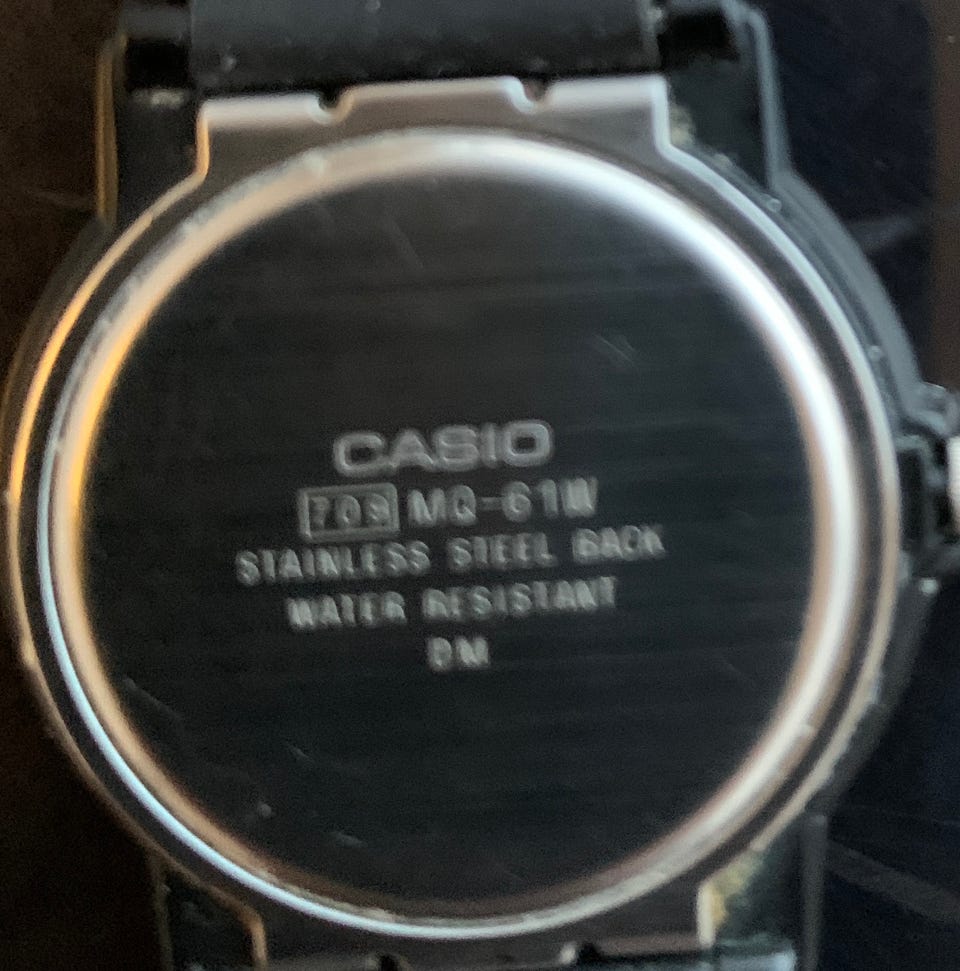 CASIO
709 MQ-61W
STAINLESS STEEL BACK
WATER RESISTANT
DM